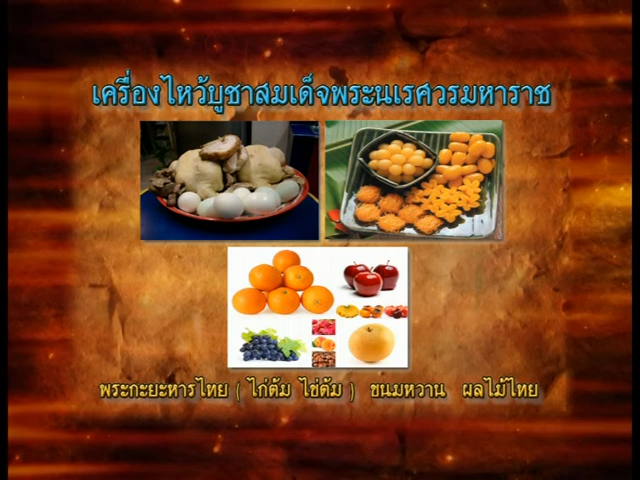 เครื่องไหว้บูชาสมเด็จพระนเรศวรมหาราช
พระกะยะหารไทย ( ไก่ต้ม ไข่ต้ม ) ขนมหวาน ผลไม้ไทย